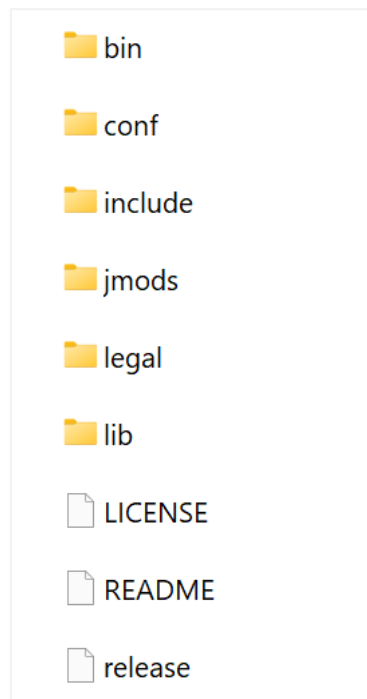 bin
conf
include
jmods
legal
lib
LICENSE
README
release